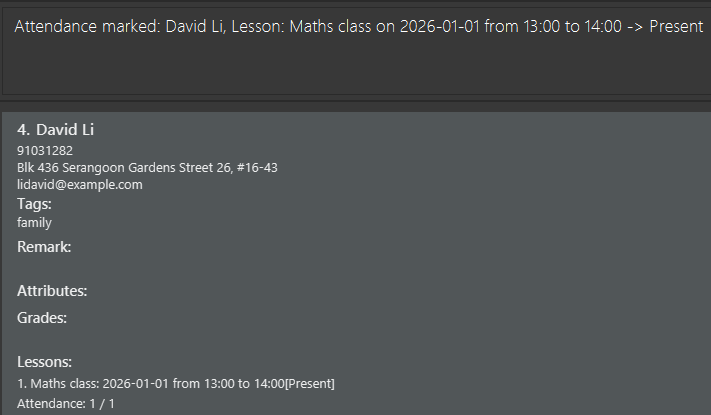 Attendance marked: David Li, Lesson: Maths class on 2026-01-01 from 13:00 to 14:00 -> Present
4. David Li
91031282
Blk 436 Serangoon Gardens Street 26, #16-43
lidavid@example.com
Tags:
family
Remark:
Attributes:
Grades:
Lessons:
1. Maths class: 2026-01-01 from 13:00 to 14:00[Present]
Attendance: 1 / 1